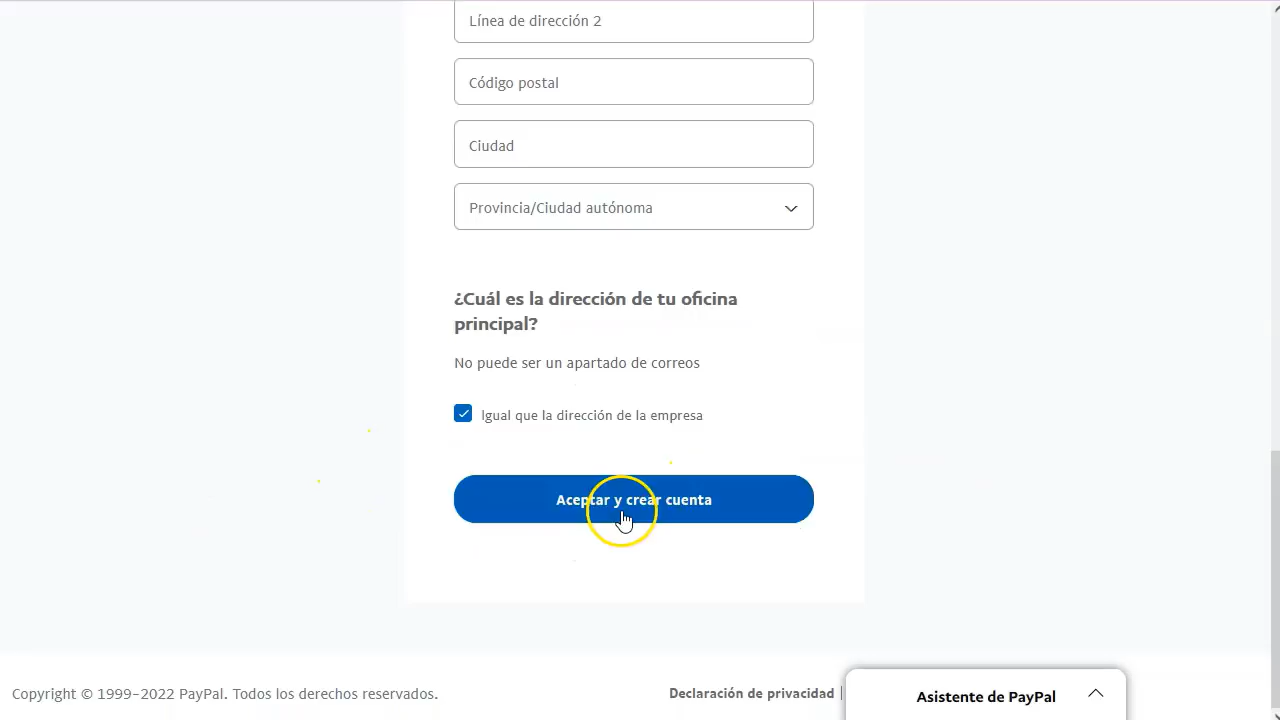 Línea de dirección 2
Código postal
Ciudad
Provincia/Ciudad autónoma
¿Cuál es la dirección de tu oficina
principal?
No puede ser un apartado de correos
Igual que la dirección de la empresa
Aceptar y crear cuenta
Copyright © 1999-2022 PayPal. Todos los derechos reservados.
Declaración de privacidad |
Asistente de PayPal